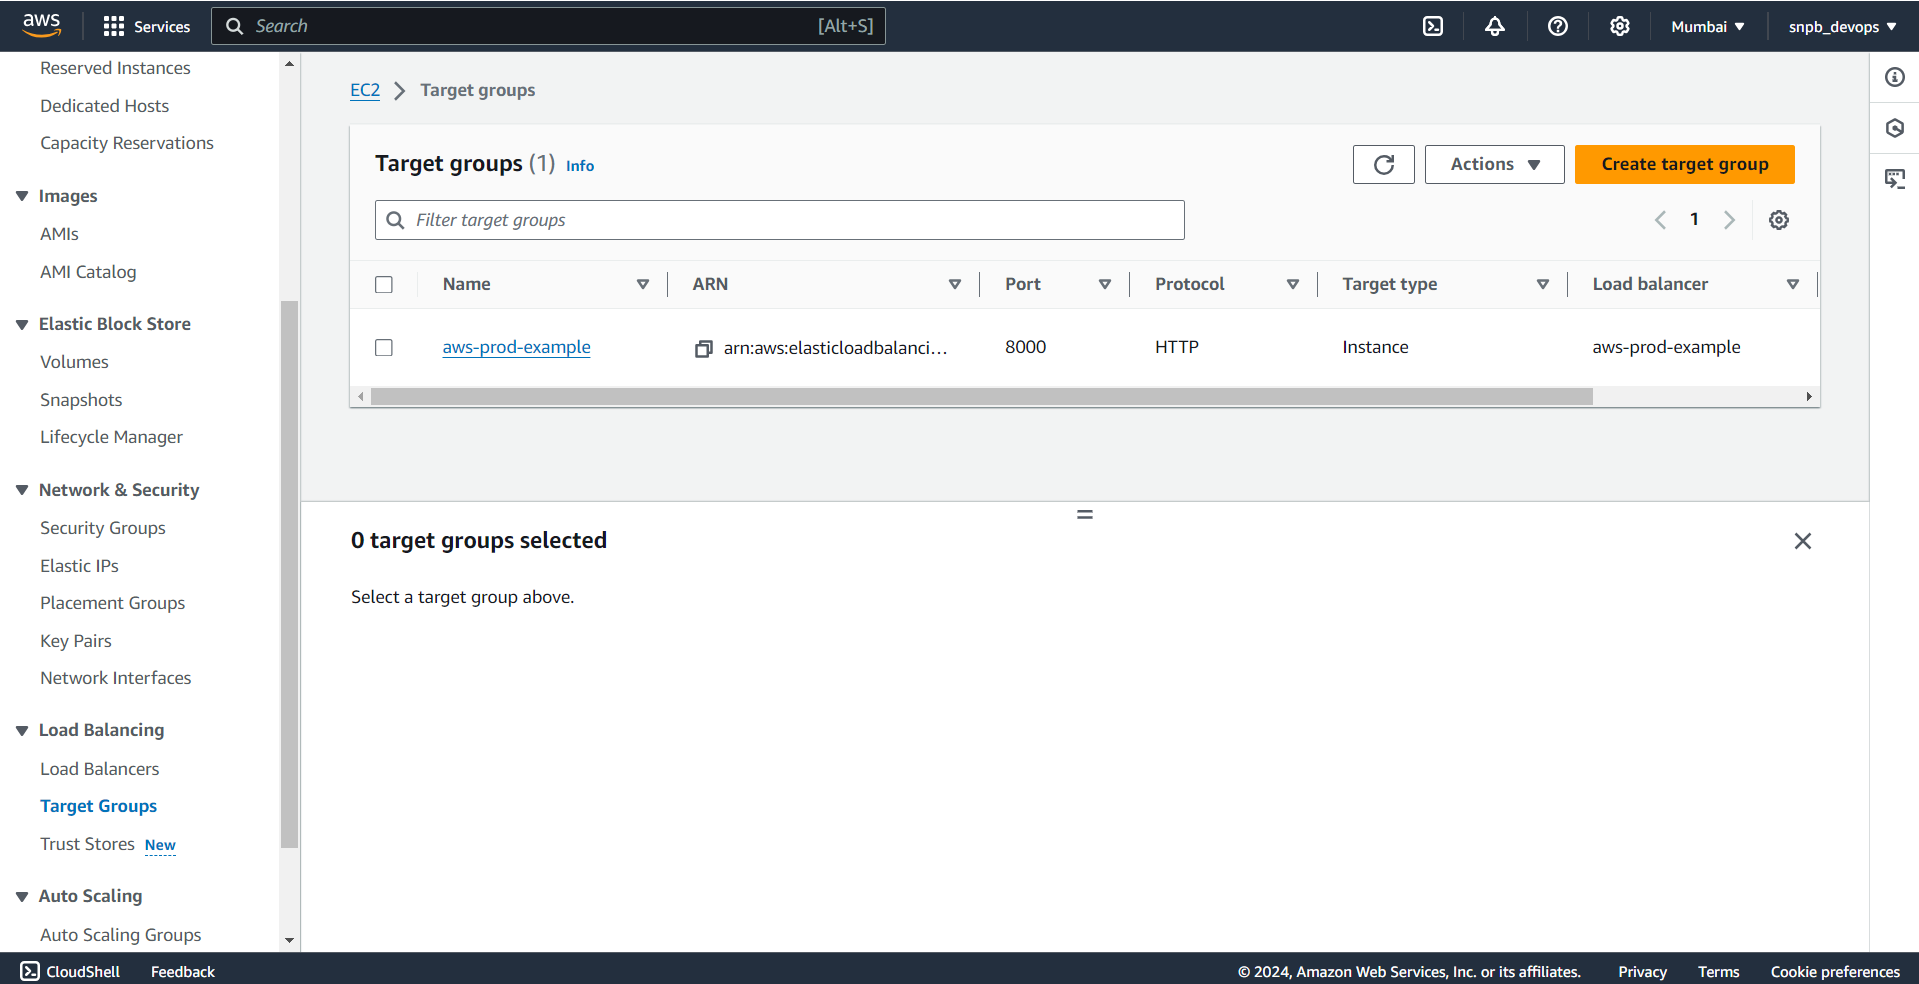 aws Services Search [Alt+S] Mumbai snpb_devops
Reserved Instances
Dedicated Hosts
Capacity Reservations
Images
AMIs
AMI Catalog
Elastic Block Store
Volumes
Snapshots
Lifecycle Manager
Network & Security
Security Groups
Elastic IPs
Placement Groups
Key Pairs
Network Interfaces
Load Balancing
Load Balancers
Target Groups
Trust Stores New
Auto Scaling
Auto Scaling Groups
EC2 Target groups
Target groups (1) Info Actions Create target group
Filter target groups 1
Name ARN Port Protocol Target type Load balancer
aws-prod-example arn:aws:elasticloadbalanci... 8000 HTTP Instance aws-prod-example
0 target groups selected
Select a target group above.
CloudShell Feedback © 2024, Amazon Web Services, Inc. or its affiliates. Privacy Terms Cookie preferences